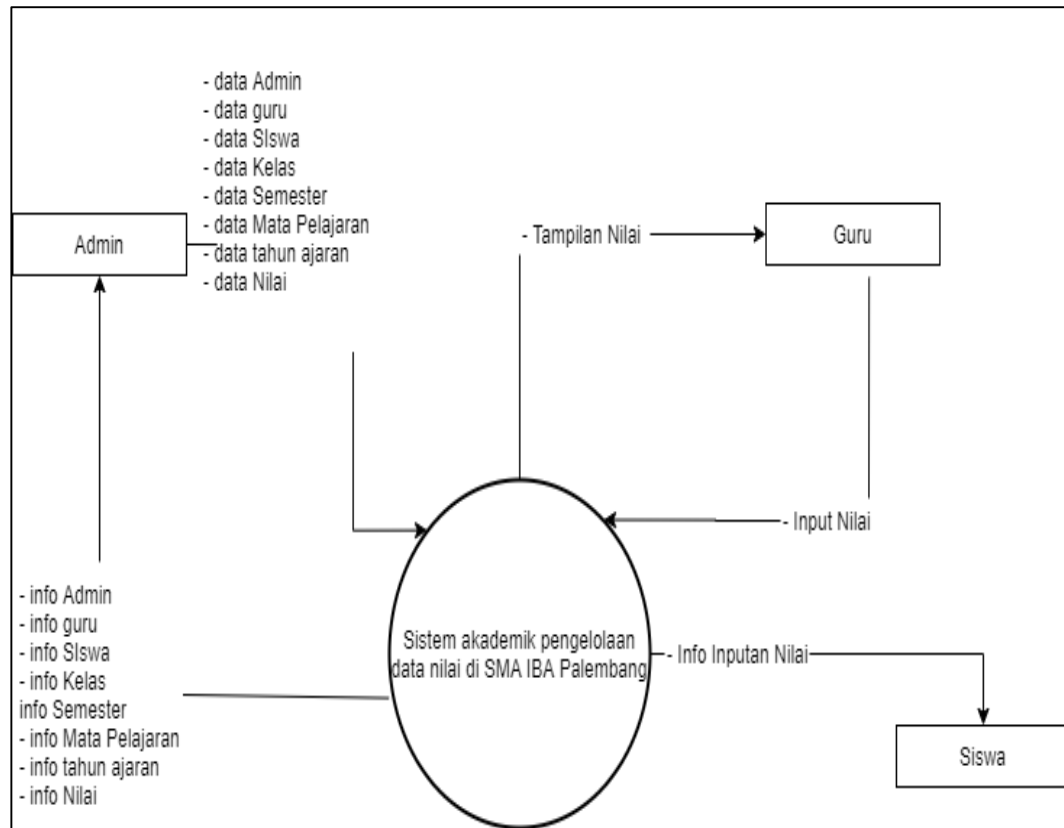 - data Admin
- data guru
- data SIswa
- data Kelas
- data Semester
- data Mata Pelajaran
- data tahun ajaran
- data Nilai
Admin
- Tampilan Nilai
Guru
- Input Nilai
Sistem akademik pengelolaan
data nilai di SMA IBA Palembang
- Info Inputan Nilai
Siswa
- info Admin
- info guru
- info SIswa
- info Kelas
info Semester
- info Mata Pelajaran
- info tahun ajaran
- info Nilai